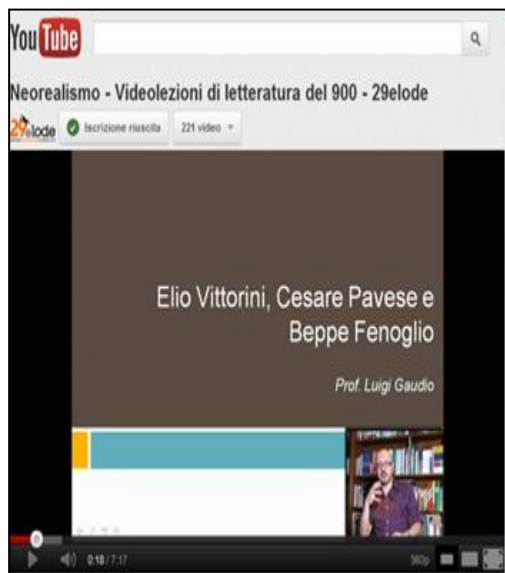 YouTube
Neorealismo - Videolezioni di letteratura del 900 - 29elode
29elode Iscrizione riuscita 221 video
Elio Vittorini, Cesare Pavese e
Beppe Fenoglio
Prof. Luigi Gaudio
0:18 / 7:17 360p